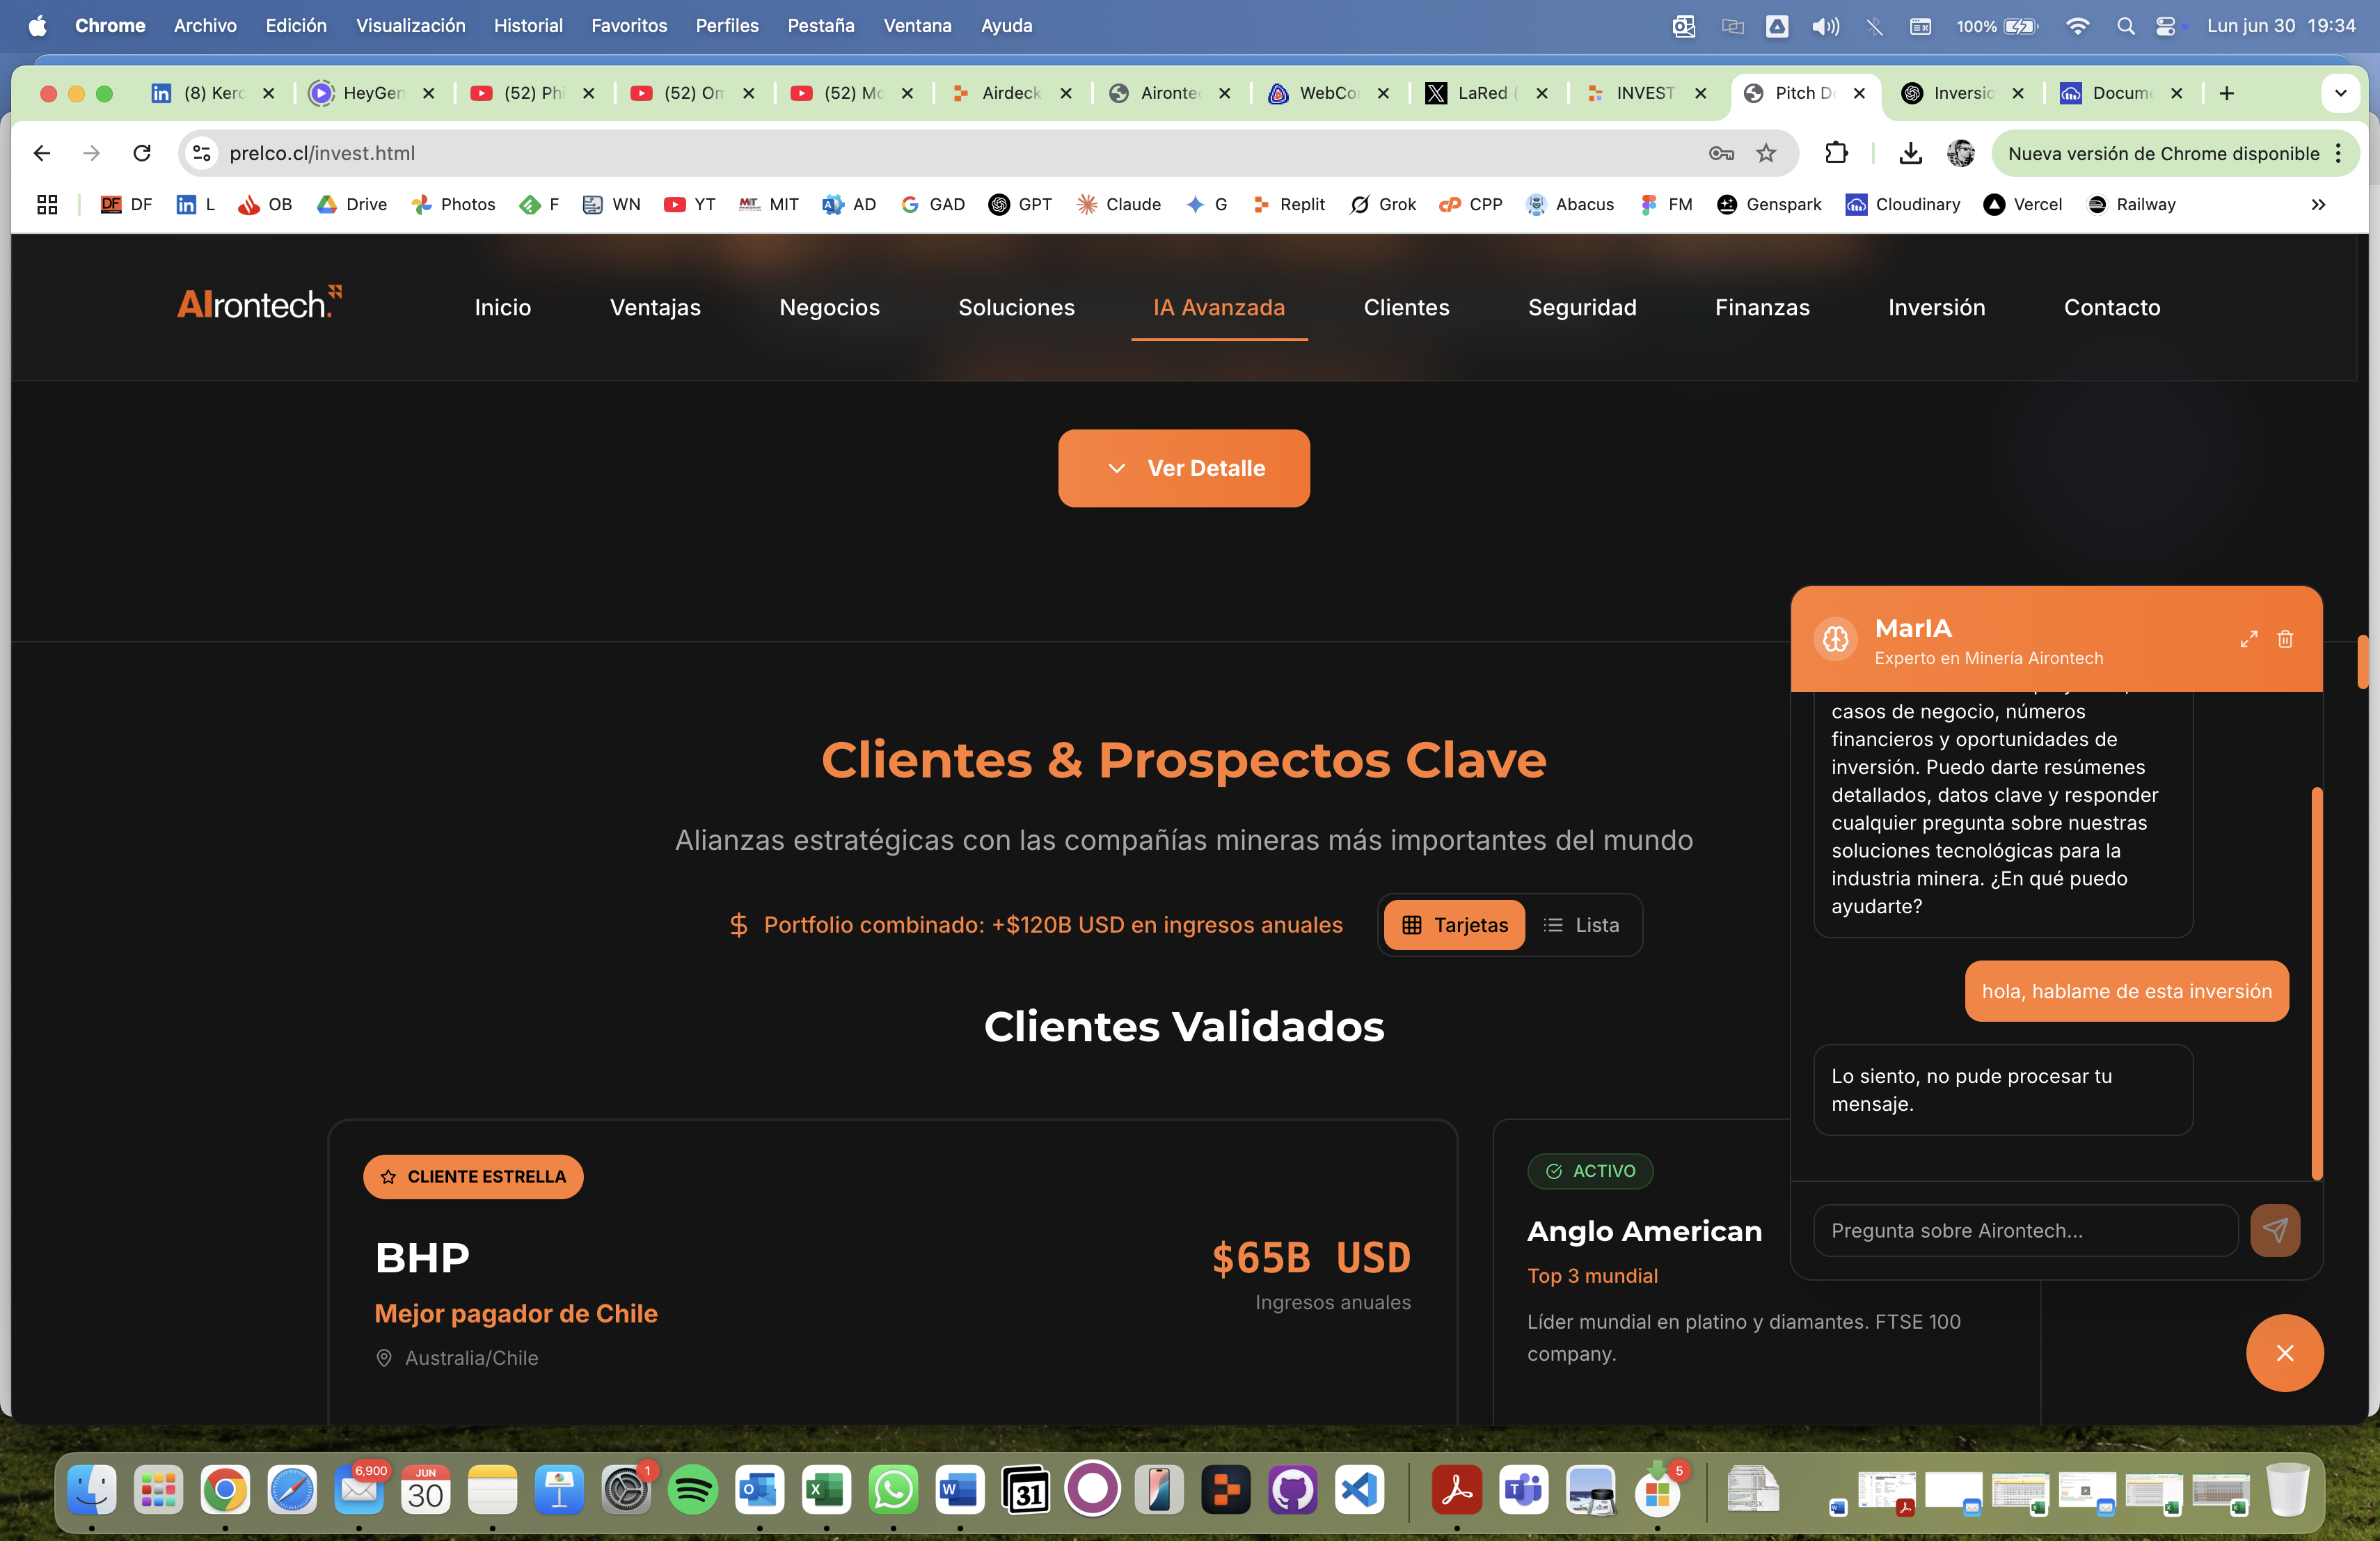 Chrome Archivo Edición Visualización Historial Favoritos Perfiles Pestaña Ventana Ayuda
100% Lun jun 30 19:34
(8) Kero
HeyGen
(52) Phi
(52) Om
(52) Mo
Airdeck
Aironte
WebCo
LaRed (
INVEST
Pitch D
Inversio
Docume
prelco.cl/invest.html
Nueva versión de Chrome disponible
DF DF
L
OB
Drive
Photos
F
WN
YT
MIT
AD
GAD
GPT
Claude
G
Replit
Grok
CPP
Abacus
FM
Genspark
Cloudinary
Vercel
Railway
AIrontech.
Inicio
Ventajas
Negocios
Soluciones
IA Avanzada
Clientes
Seguridad
Finanzas
Inversión
Contacto
Ver Detalle
Clientes & Prospectos Clave
Alianzas estratégicas con las compañías mineras más importantes del mundo
Portfolio combinado: +$120B USD en ingresos anuales
Tarjetas
Lista
Clientes Validados
CLIENTE ESTRELLA
BHP
$65B USD
Mejor pagador de Chile
Ingresos anuales
Australia/Chile
ACTIVO
Anglo American
Top 3 mundial
Líder mundial en platino y diamantes. FTSE 100
company.
MarIA
Experto en Minería Airontech
casos de negocio, números
financieros y oportunidades de
inversión. Puedo darte resúmenes
detallados, datos clave y responder
cualquier pregunta sobre nuestras
soluciones tecnológicas para la
industria minera. ¿En qué puedo
ayudarte?
hola, hablame de esta inversión
Lo siento, no pude procesar tu
mensaje.
Pregunta sobre Airontech...
6,900
JUN
30
1
31
5
XLSX